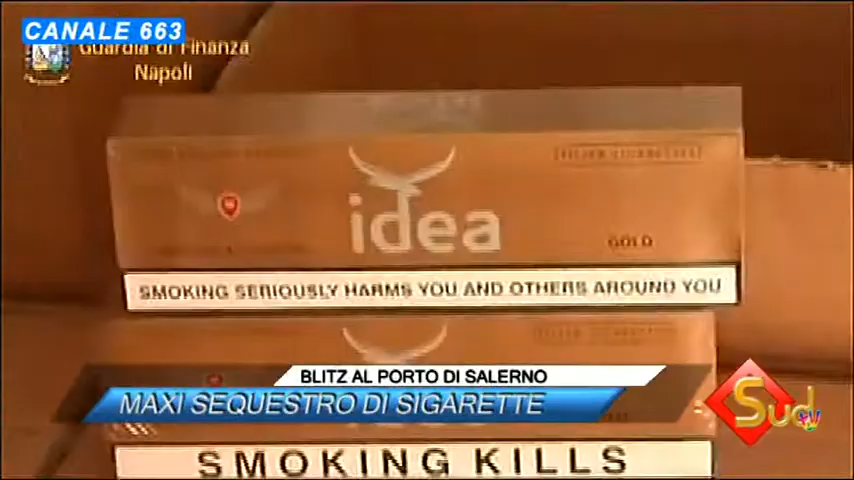 CANALE 663
Guardia di Finanza
Napoli
idea
GOLD
SMOKING SERIOUSLY HARMS YOU AND OTHERS AROUND YOU
BLITZ AL PORTO DI SALERNO
MAXI SEQUESTRO DI SIGARETTE
Sud tv
SMOKING KILLS